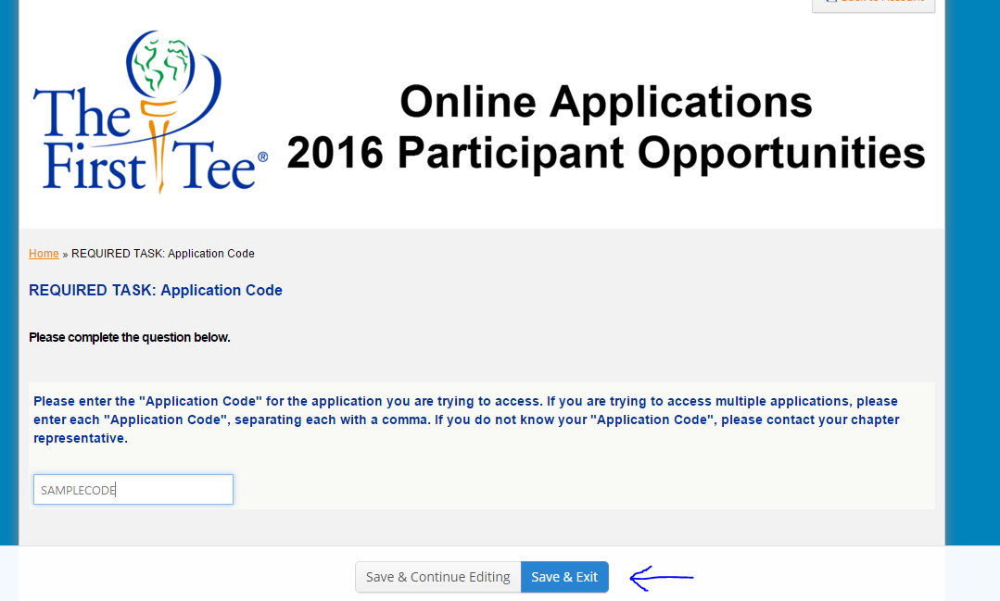 Back to Account
The
First Tee®
Online Applications
2016 Participant Opportunities
Home » REQUIRED TASK: Application Code
REQUIRED TASK: Application Code
Please complete the question below.
Please enter the "Application Code" for the application you are trying to access. If you are trying to access multiple applications, please
enter each "Application Code", separating each with a comma. If you do not know your "Application Code", please contact your chapter
representative.
SAMPLECODE
Save & Continue Editing Save & Exit